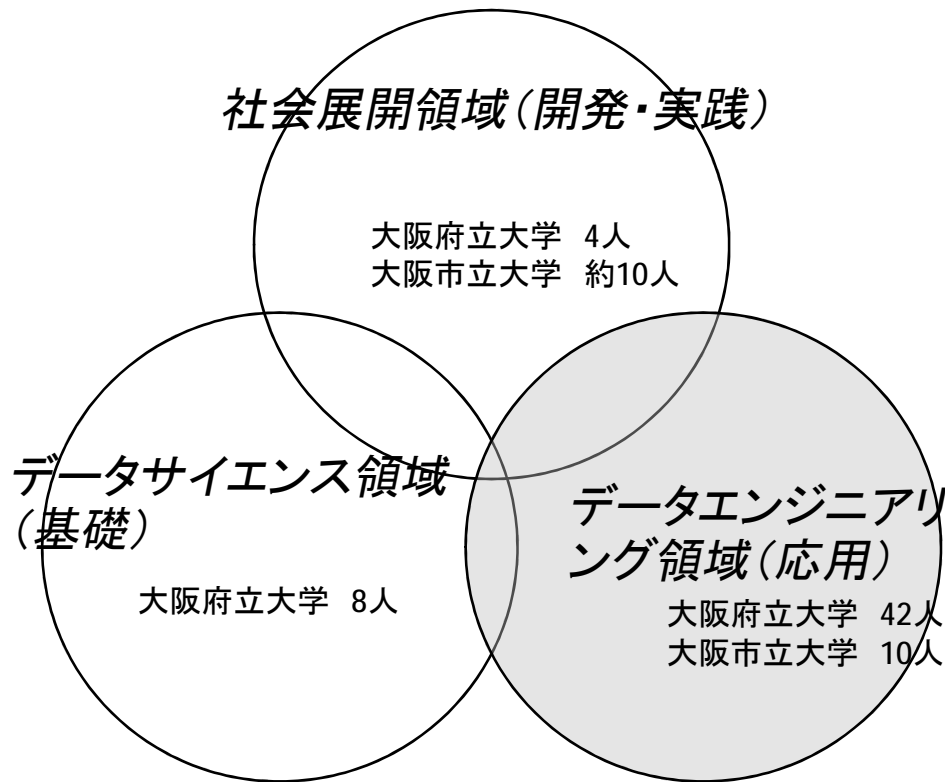 社会展開領域（開発・実践）
大阪府立大学　4人
大阪市立大学　約10人
データサイエンス領域
（基礎）
大阪府立大学　8人
データエンジニアリ
ング領域（応用）
大阪府立大学　42人
大阪市立大学　10人